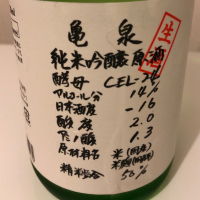 亀泉
純米吟醸原酒
生
酵母 CEL-24
アルコール分 14%
日本酒度 -16
酸度 2.0
アミノ酸 1.3
原材料名 米(国産)
米麹(国産米)
精米歩合 50%